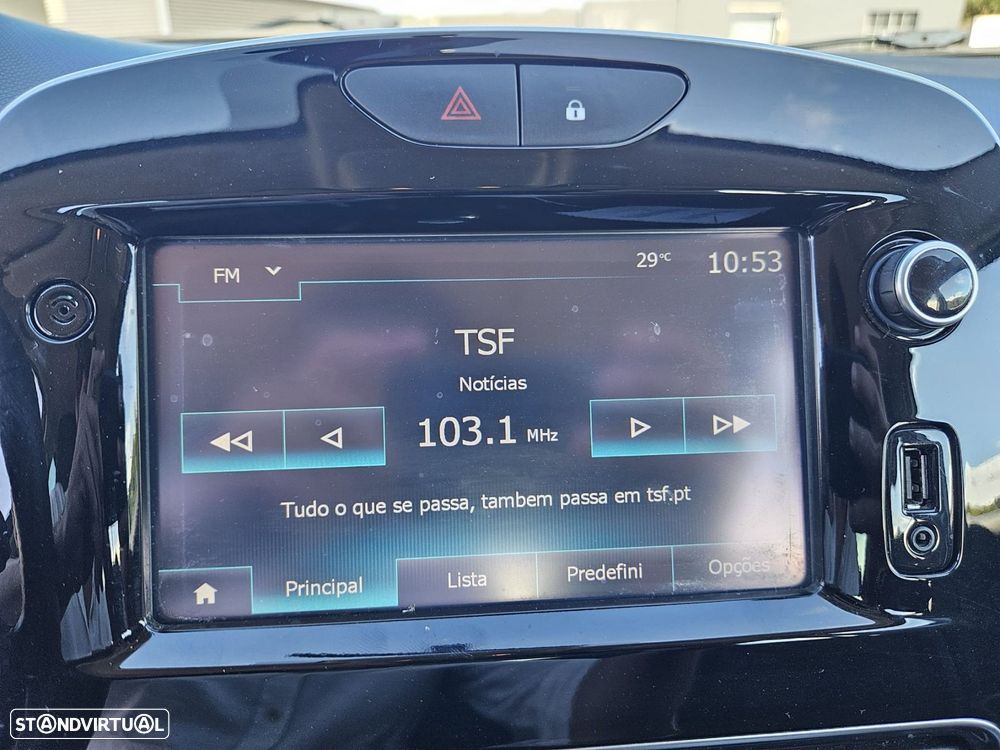 FM
29°C
10:53
TSF
Notícias
103.1 MHz
Tudo o que se passa, tambem passa em tsf.pt
Principal
Lista
Predefini
Opções
STANDVIRTUAL